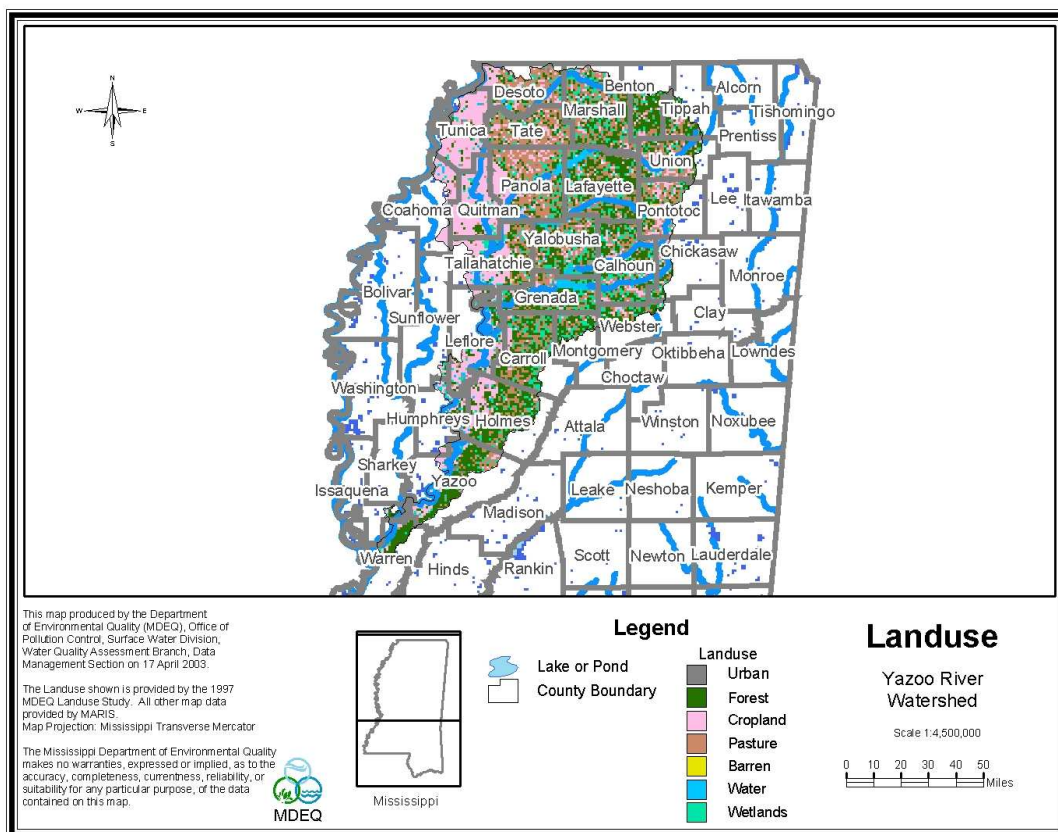 N
W
E
S
Desoto
Benton
Alcorn
Marshall
Tippah
Tishomingo
Tunica
Tate
Prentiss
Union
Panola
Lafayette
Coahoma
Quitman
Pontotoc
Lee
Itawamba
Yalobusha
Chickasaw
Tallahatchie
Calhoun
Monroe
Bolivar
Grenada
Sunflower
Clay
Webster
Leflore
Montgomery
Oktibbeha
Lowndes
Carroll
Choctaw
Washington
Humphreys
Holmes
Attala
Winston
Noxubee
Sharkey
Yazoo
Issaquena
Leake
Neshoba
Kemper
Madison
Warren
Hinds
Rankin
Scott
Newton
Lauderdale
This map produced by the Department
of Environmental Quality (MDEQ), Office of
Pollution Control, Surface Water Division,
Water Quality Assessment Branch, Data
Management Section on 17 April 2003.
The Landuse shown is provided by the 1997
MDEQ Landuse Study. All other map data
provided by MARIS.
Map Projection: Mississippi Transverse Mercator
The Mississippi Department of Environmental Quality
makes no warranties, expressed or implied, as to the
accuracy, completeness, currentness, reliability, or
suitability for any particular purpose, of the data
contained on this map.
MDEQ
Mississippi
Legend
Lake or Pond
County Boundary
Landuse
Urban
Forest
Cropland
Pasture
Barren
Water
Wetlands
Landuse
Yazoo River
Watershed
Scale 1:4,500,000
0 10 20 30 40 50
Miles